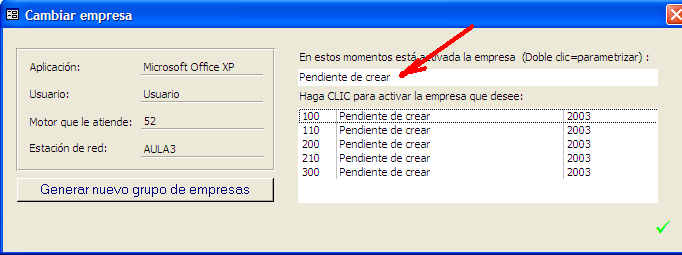 Cambiar empresa
Aplicación: Microsoft Office XP
Usuario: Usuario
Motor que le atiende: 52
Estación de red: AULA3
Generar nuevo grupo de empresas
En estos momentos está activada la empresa (Doble clic=parametrizar) :
Pendiente de crear
Haga CLIC para activar la empresa que desee:
100 Pendiente de crear 2003
110 Pendiente de crear 2003
200 Pendiente de crear 2003
210 Pendiente de crear 2003
300 Pendiente de crear 2003